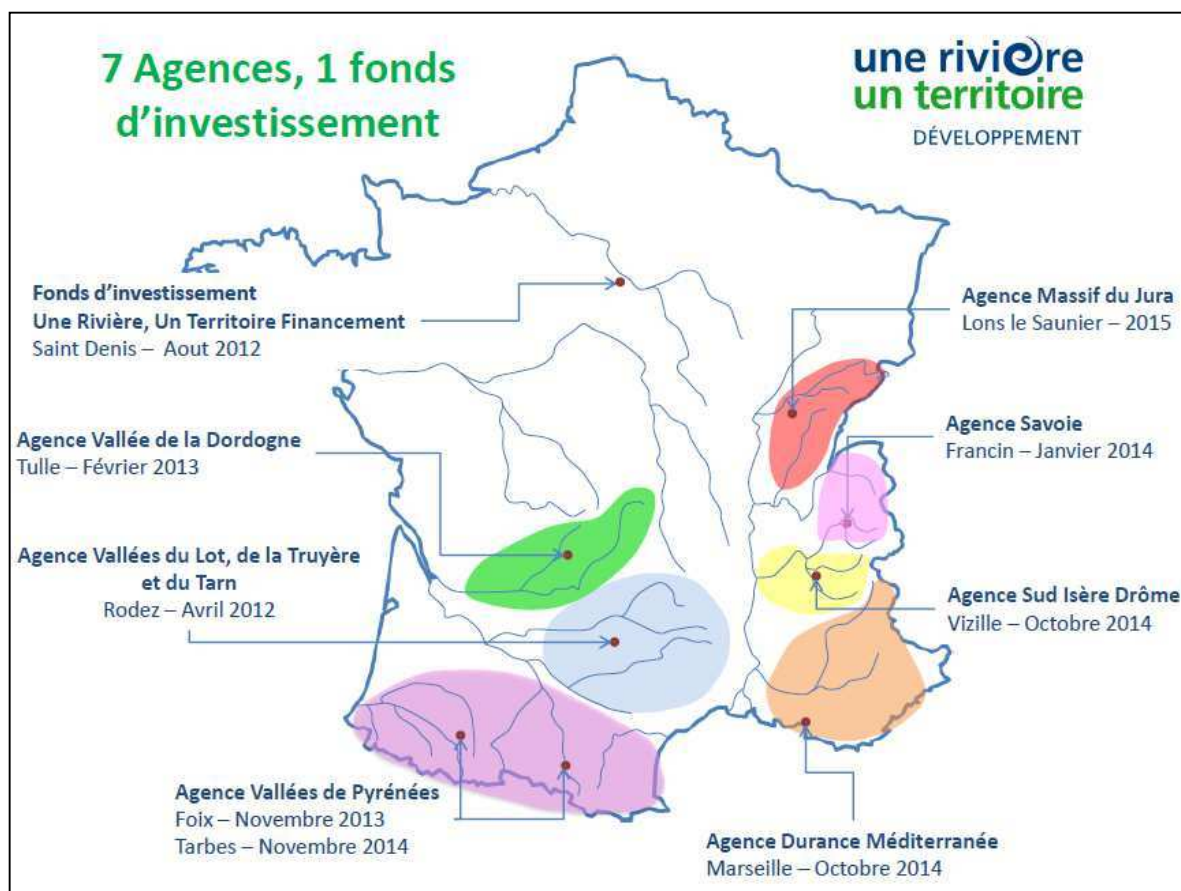 7 Agences, 1 fonds
d'investissement
une rivière
un territoire
DÉVELOPPEMENT
Fonds d'investissement
Une Rivière, Un Territoire Financement
Saint Denis – Aout 2012
Agence Massif du Jura
Lons le Saunier – 2015
Agence Vallée de la Dordogne
Tulle – Février 2013
Agence Savoie
Francin – Janvier 2014
Agence Vallées du Lot, de la Truyère
et du Tarn
Rodez – Avril 2012
Agence Sud Isère Drôme
Vizille – Octobre 2014
Agence Vallées de Pyrénées
Foix – Novembre 2013
Tarbes – Novembre 2014
Agence Durance Méditerranée
Marseille – Octobre 2014